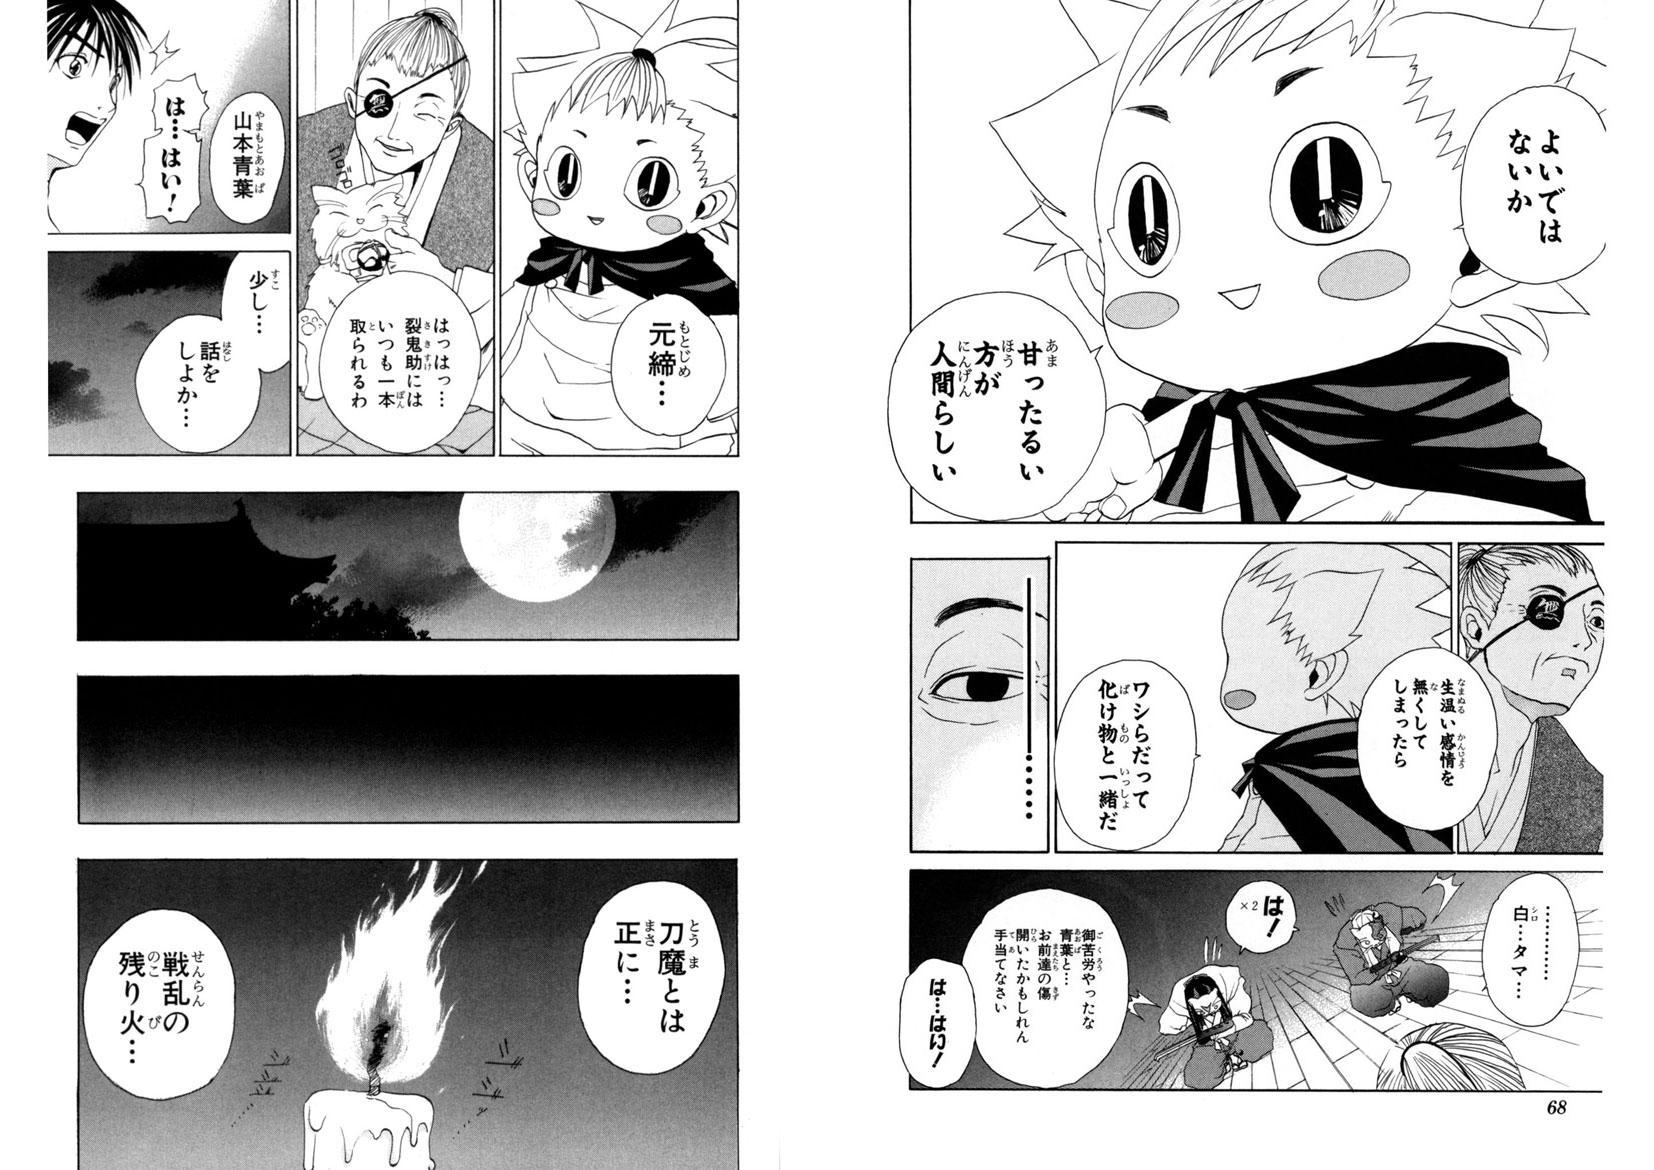 よいでは
ないか
甘ったるい
方が
人間らしい
生温い感情を
無くして
しまったら
ワシらだって
化け物と一緒だ
…………
…………
白…タマ…
は!
×2
御苦労やったな
青葉と…
お前達の傷
開いたかもしれん
手当てなさい
は…はい!
68
元締…
はっはっ…
裂鬼助には
いつも一本
取られるわ
ゴロゴロ
山本青葉
は…はい!
少し…
話を
しよか…
刀魔とは
正に…
戦乱の
残り火…